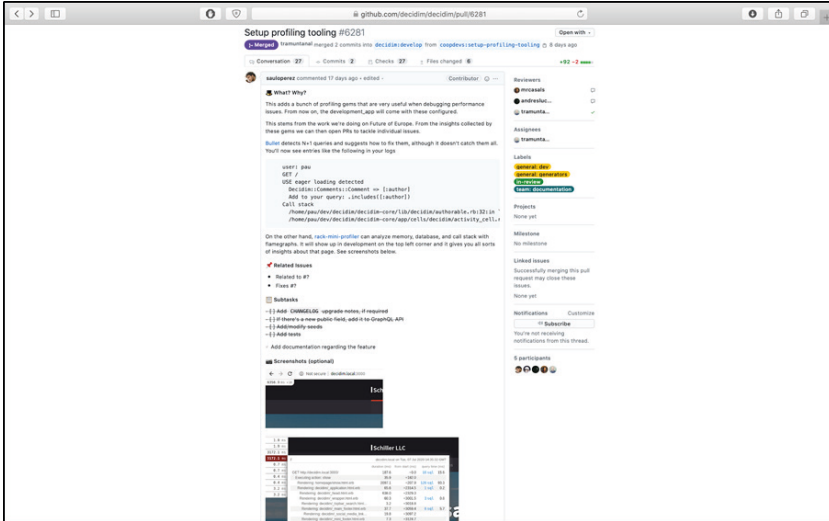 github.com/decidim/decidim/pull/6281
Setup profiling tooling #6281
Open with
Merged tramuntanal merged 2 commits into decidim:develop from coopdevs:setup-profiling-tooling 8 days ago
Conversation 27 Commits 2 Checks 27 Files changed 6 +92 −2
sauloperez commented 17 days ago • edited
Contributor
What? Why?
This adds a bunch of profiling gems that are very useful when debugging performance
issues. From now on, the development_app will come with these configured.
This stems from the work we're doing on Future of Europe. From the insights collected by
these gems we can then open PRs to tackle individual issues.
Bullet detects N+1 queries and suggests how to fix them, although it doesn't catch them all.
You'll now see entries like the following in your logs
user: pau
GET /
USE eager loading detected
Decidim::Comments::Comment => [:author]
Add to your query: .includes([:author])
Call stack
/home/pau/dev/decidim/decidim-core/lib/decidim/authorable.rb:32:in `
/home/pau/dev/decidim/decidim-core/app/cells/decidim/activity_cell.r
On the other hand, rack-mini-profiler can analyze memory, database, and call stack with
flamegraphs. It will show up in development on the top left corner and it gives you all sorts
of insights about that page. See screenshots below.
Related Issues
Related to #?
Fixes #?
Subtasks
- [ ] Add CHANGELOG upgrade notes, if required
- [ ] If there's a new public field, add it to GraphQL API
- [ ] Add/modify seeds
- [ ] Add tests
- Add documentation regarding the feature
Screenshots (optional)
Not secure | decidim.local:3000
Schiller LLC
Reviewers
mrcasals
andreslucena
tramunta...
Assignees
tramunta...
Labels
general: dev
general: generators
in-review
team: documentation
Projects
None yet
Milestone
No milestone
Linked issues
Successfully merging this pull
request may close these
issues.
None yet
Notifications Customize
Subscribe
You're not receiving
notifications from this thread.
5 participants